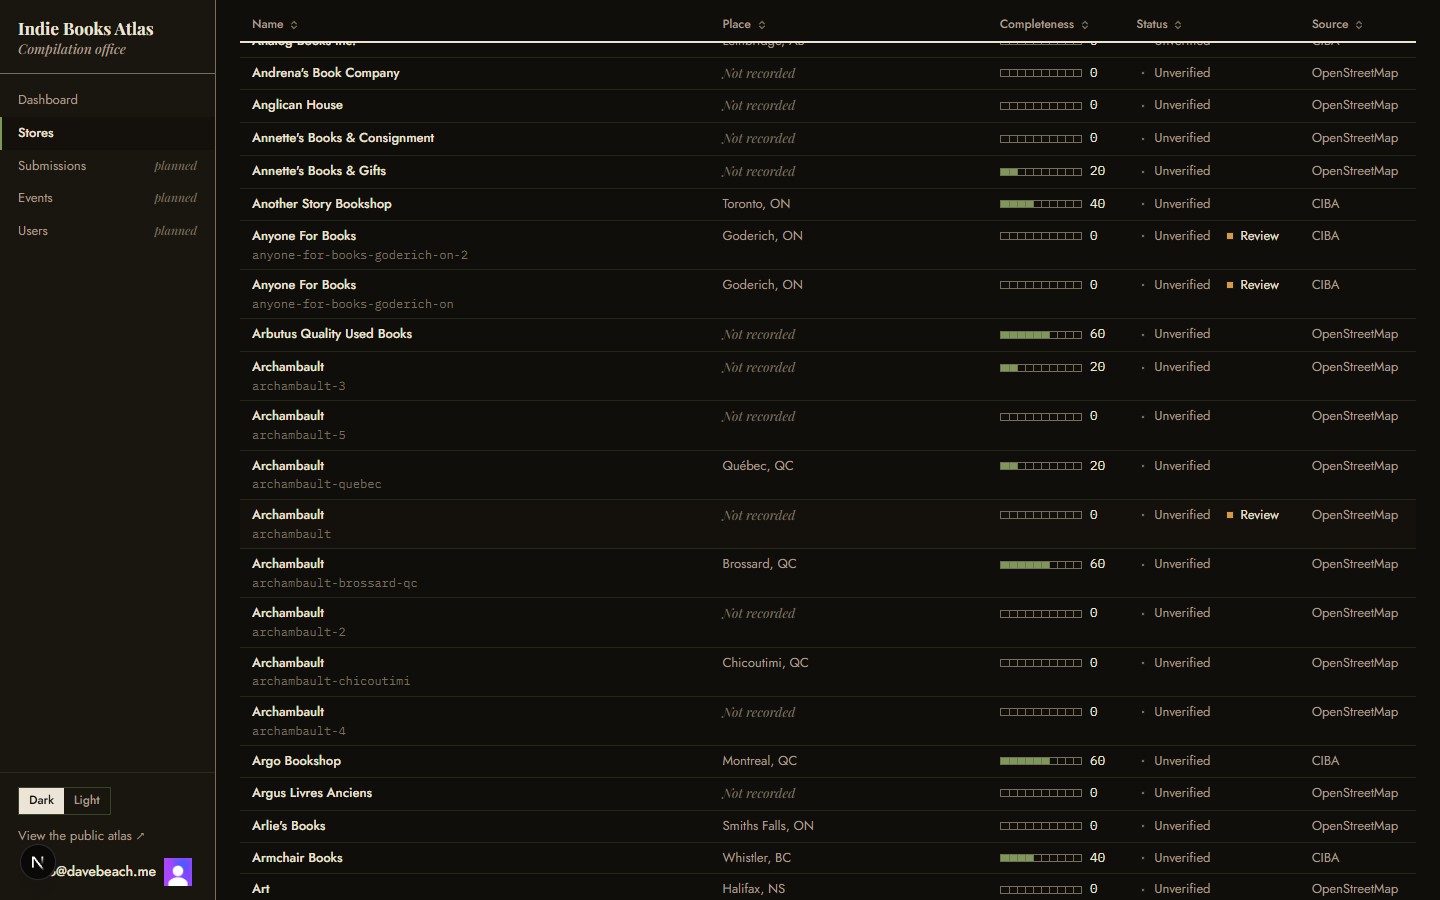 Indie Books Atlas
Compilation office
Dashboard
Stores
Submissions planned
Events planned
Users planned
Dark Light
View the public atlas ↗
N @davebeach.me
Name Place Completeness Status Source
Analog Books Inc. Lethbridge, AB 0 Unverified CIBA
Andrena's Book Company Not recorded 0 Unverified OpenStreetMap
Anglican House Not recorded 0 Unverified OpenStreetMap
Annette's Books & Consignment Not recorded 0 Unverified OpenStreetMap
Annette's Books & Gifts Not recorded 20 Unverified OpenStreetMap
Another Story Bookshop Toronto, ON 40 Unverified CIBA
Anyone For Books Goderich, ON 0 Unverified Review CIBA
anyone-for-books-goderich-on-2
Anyone For Books Goderich, ON 0 Unverified Review CIBA
anyone-for-books-goderich-on
Arbutus Quality Used Books Not recorded 60 Unverified OpenStreetMap
Archambault Not recorded 20 Unverified OpenStreetMap
archambault-3
Archambault Not recorded 0 Unverified OpenStreetMap
archambault-5
Archambault Québec, QC 20 Unverified OpenStreetMap
archambault-quebec
Archambault Not recorded 0 Unverified Review OpenStreetMap
archambault
Archambault Brossard, QC 60 Unverified OpenStreetMap
archambault-brossard-qc
Archambault Not recorded 0 Unverified OpenStreetMap
archambault-2
Archambault Chicoutimi, QC 0 Unverified OpenStreetMap
archambault-chicoutimi
Archambault Not recorded 0 Unverified OpenStreetMap
archambault-4
Argo Bookshop Montreal, QC 60 Unverified CIBA
Argus Livres Anciens Not recorded 0 Unverified OpenStreetMap
Arlie's Books Smiths Falls, ON 0 Unverified OpenStreetMap
Armchair Books Whistler, BC 40 Unverified CIBA
Art Halifax, NS 0 Unverified OpenStreetMap